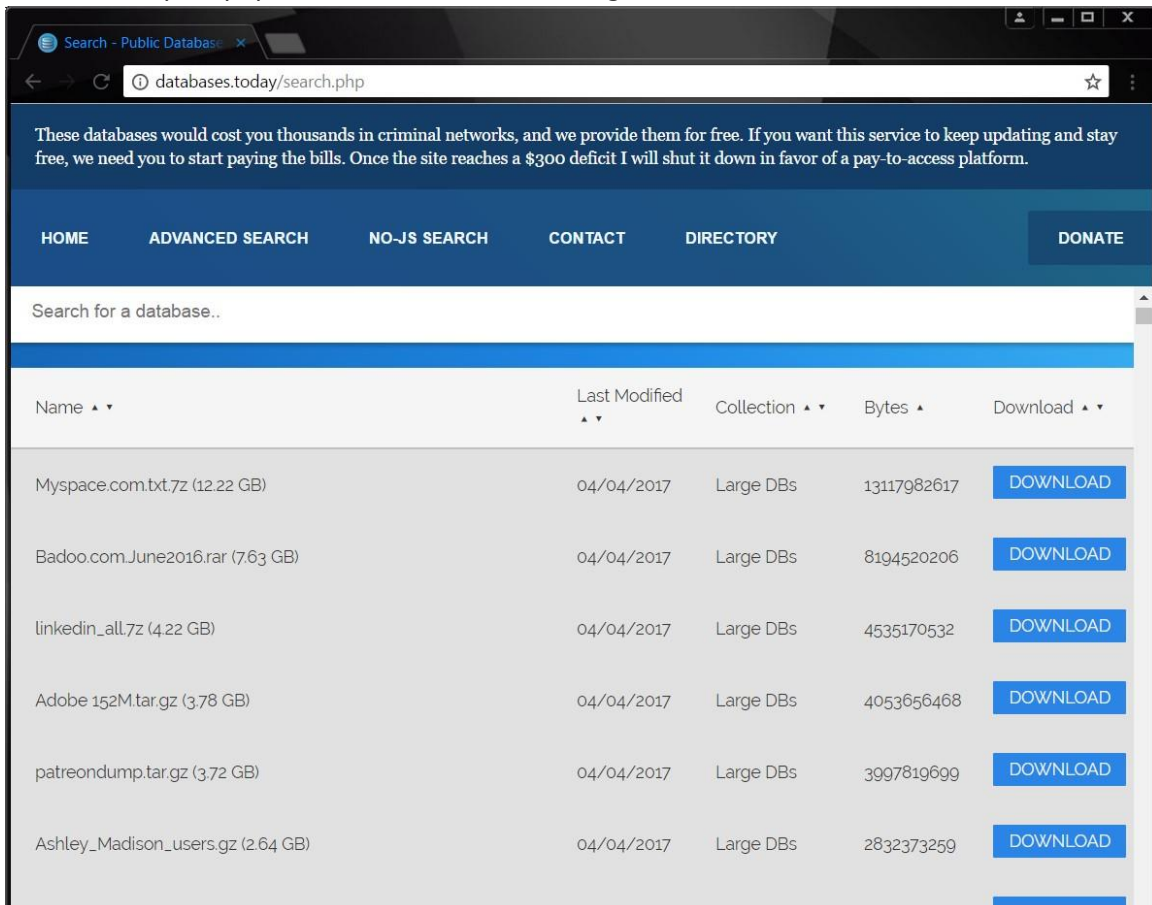 Search - Public Database
databases.today/search.php
These databases would cost you thousands in criminal networks, and we provide them for free. If you want this service to keep updating and stay
free, we need you to start paying the bills. Once the site reaches a $300 deficit I will shut it down in favor of a pay-to-access platform.
HOME ADVANCED SEARCH NO-JS SEARCH CONTACT DIRECTORY DONATE
Search for a database..
Name ▲ ▼ Last Modified ▲ ▼ Collection ▲ ▼ Bytes ▲ Download ▲ ▼
Myspace.com.txt.7z (12.22 GB) 04/04/2017 Large DBs 13117982617 DOWNLOAD
Badoo.com.June2016.rar (7.63 GB) 04/04/2017 Large DBs 8194520206 DOWNLOAD
linkedin_all.7z (4.22 GB) 04/04/2017 Large DBs 4535170532 DOWNLOAD
Adobe 152M.tar.gz (3.78 GB) 04/04/2017 Large DBs 4053656468 DOWNLOAD
patreondump.tar.gz (3.72 GB) 04/04/2017 Large DBs 3997819699 DOWNLOAD
Ashley_Madison_users.gz (2.64 GB) 04/04/2017 Large DBs 2832373259 DOWNLOAD